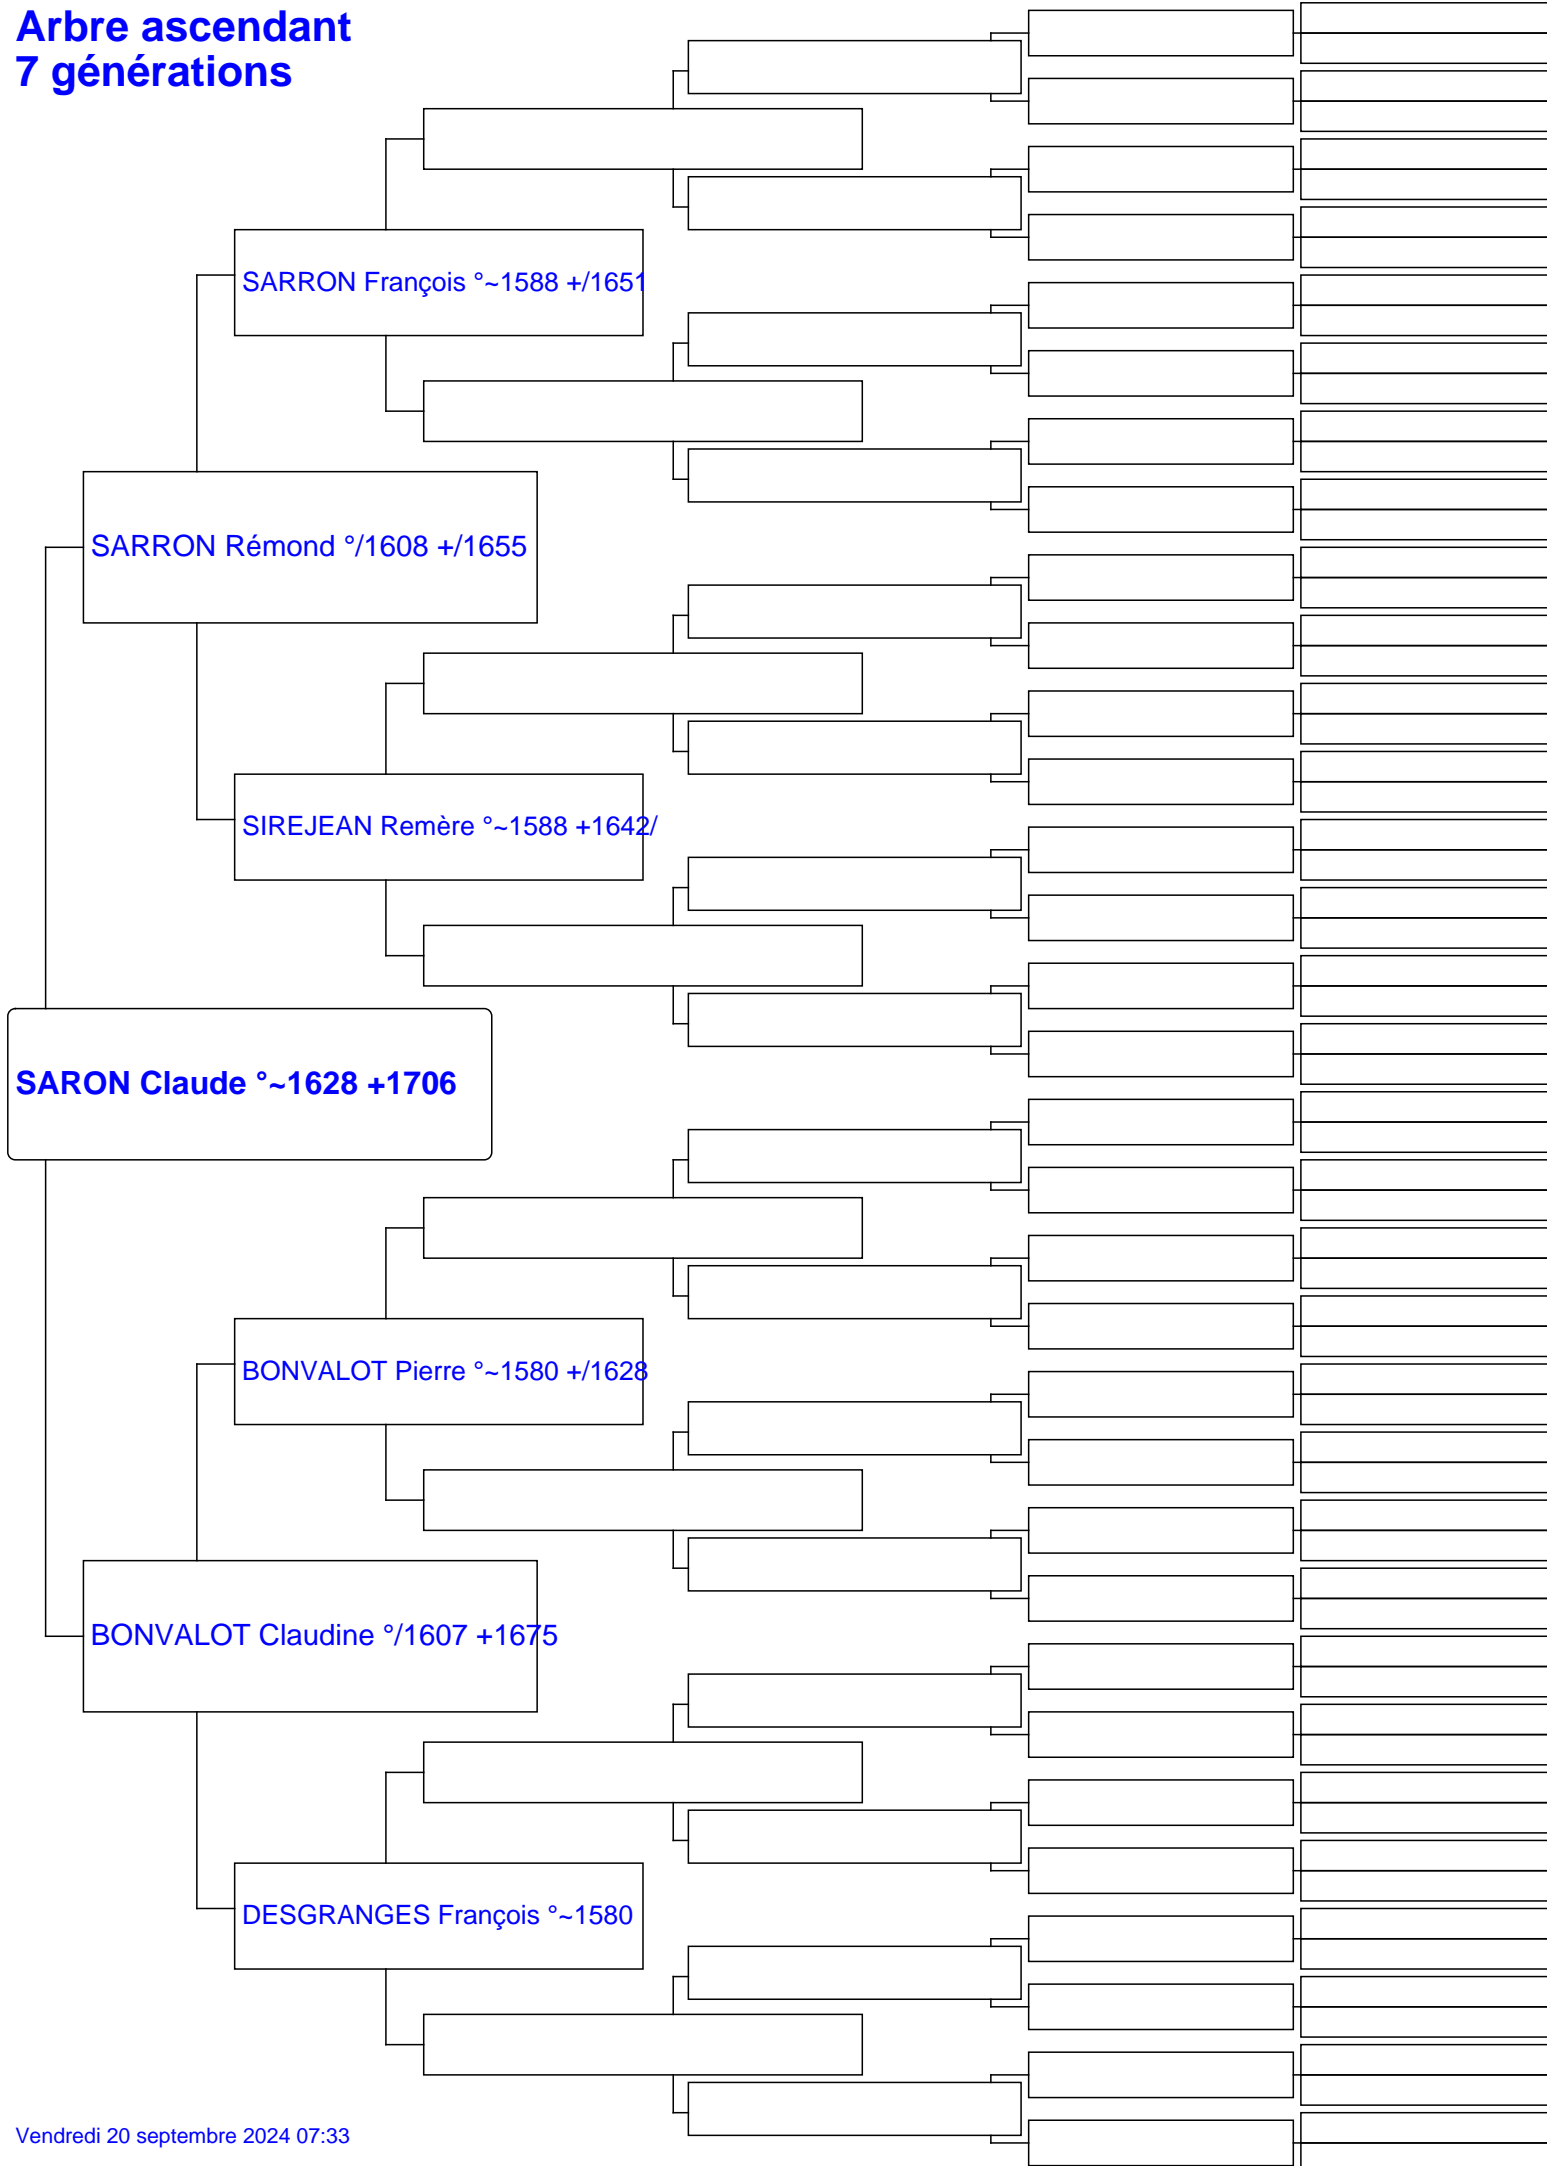 Arbre ascendant
7 générations
SARRON François °~1588 +/1651
SARRON Rémond °/1608 +/1655
SIREJEAN Remère °~1588 +1642/
SARON Claude °~1628 +1706
BONVALOT Pierre °~1580 +/1628
BONVALOT Claudine °/1607 +1675
DESGRANGES François °~1580
Vendredi 20 septembre 2024 07:33